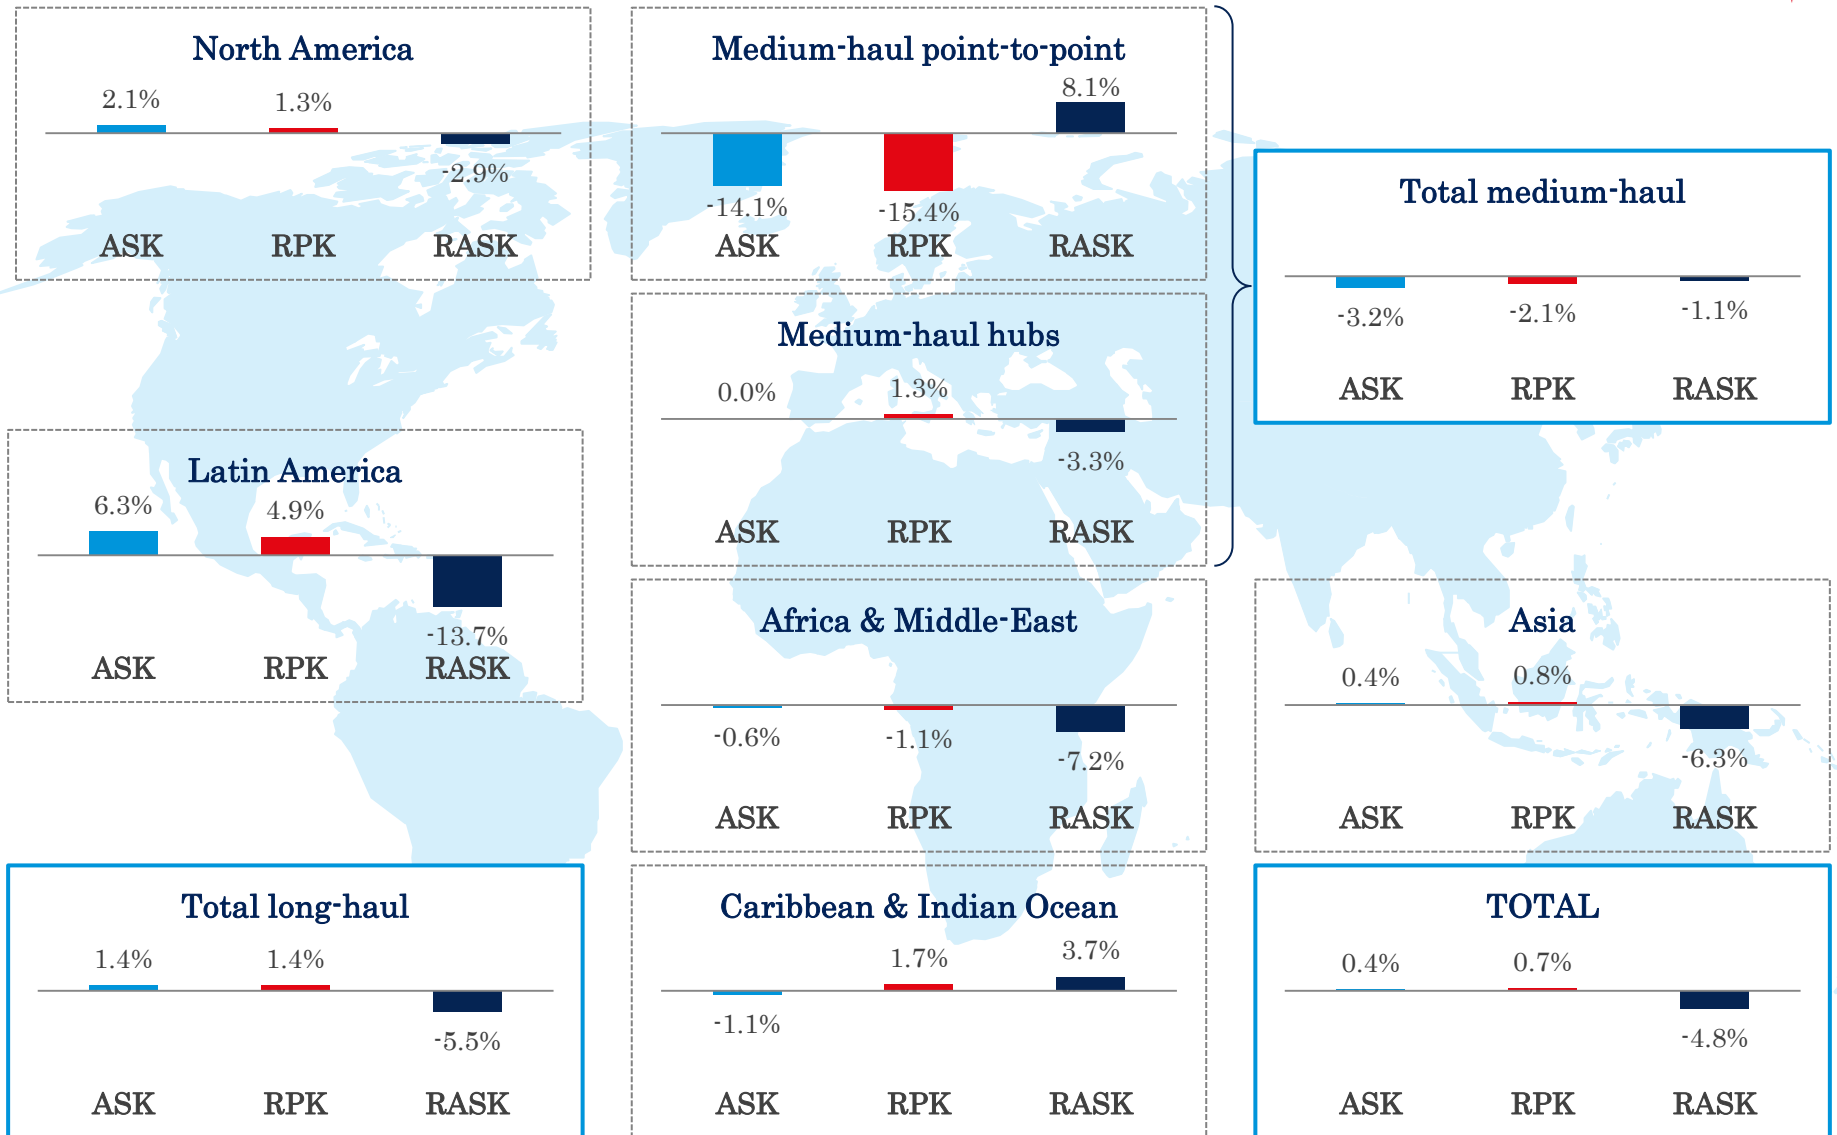 North America
2.1%
1.3%
-2.9%
ASK RPK RASK
Medium-haul point-to-point
8.1%
-14.1%
-15.4%
ASK RPK RASK
Total medium-haul
-3.2%
-2.1%
-1.1%
ASK RPK RASK
Medium-haul hubs
0.0%
1.3%
-3.3%
ASK RPK RASK
Latin America
6.3%
4.9%
-13.7%
ASK RPK RASK
Africa & Middle-East
-0.6%
-1.1%
-7.2%
ASK RPK RASK
Asia
0.4%
0.8%
-6.3%
ASK RPK RASK
Total long-haul
1.4%
1.4%
-5.5%
ASK RPK RASK
Caribbean & Indian Ocean
-1.1%
1.7%
3.7%
ASK RPK RASK
TOTAL
0.4%
0.7%
-4.8%
ASK RPK RASK